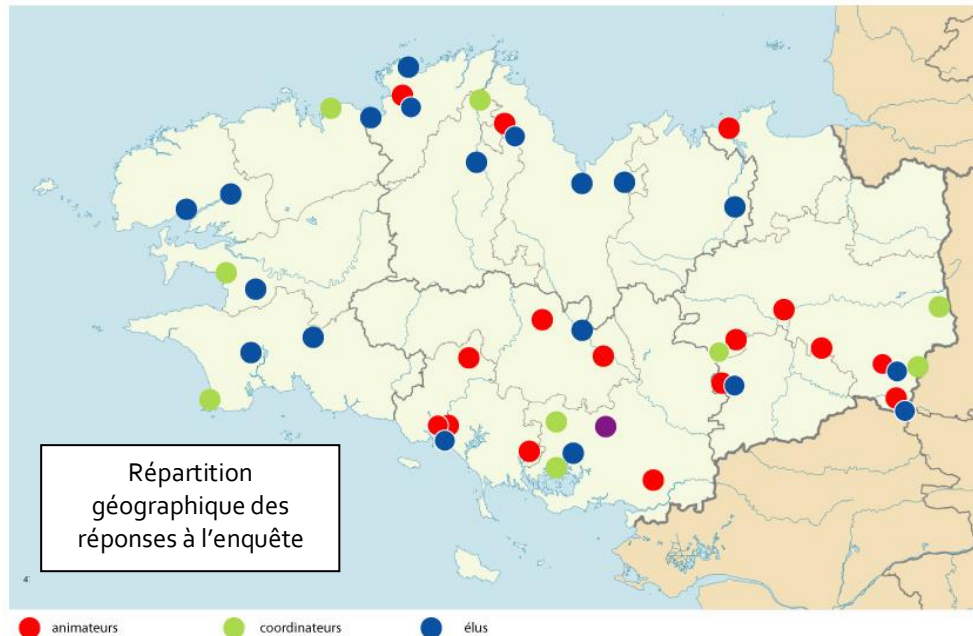 Répartition
géographique des
réponses à l’enquête
animateurs coordinateurs élus